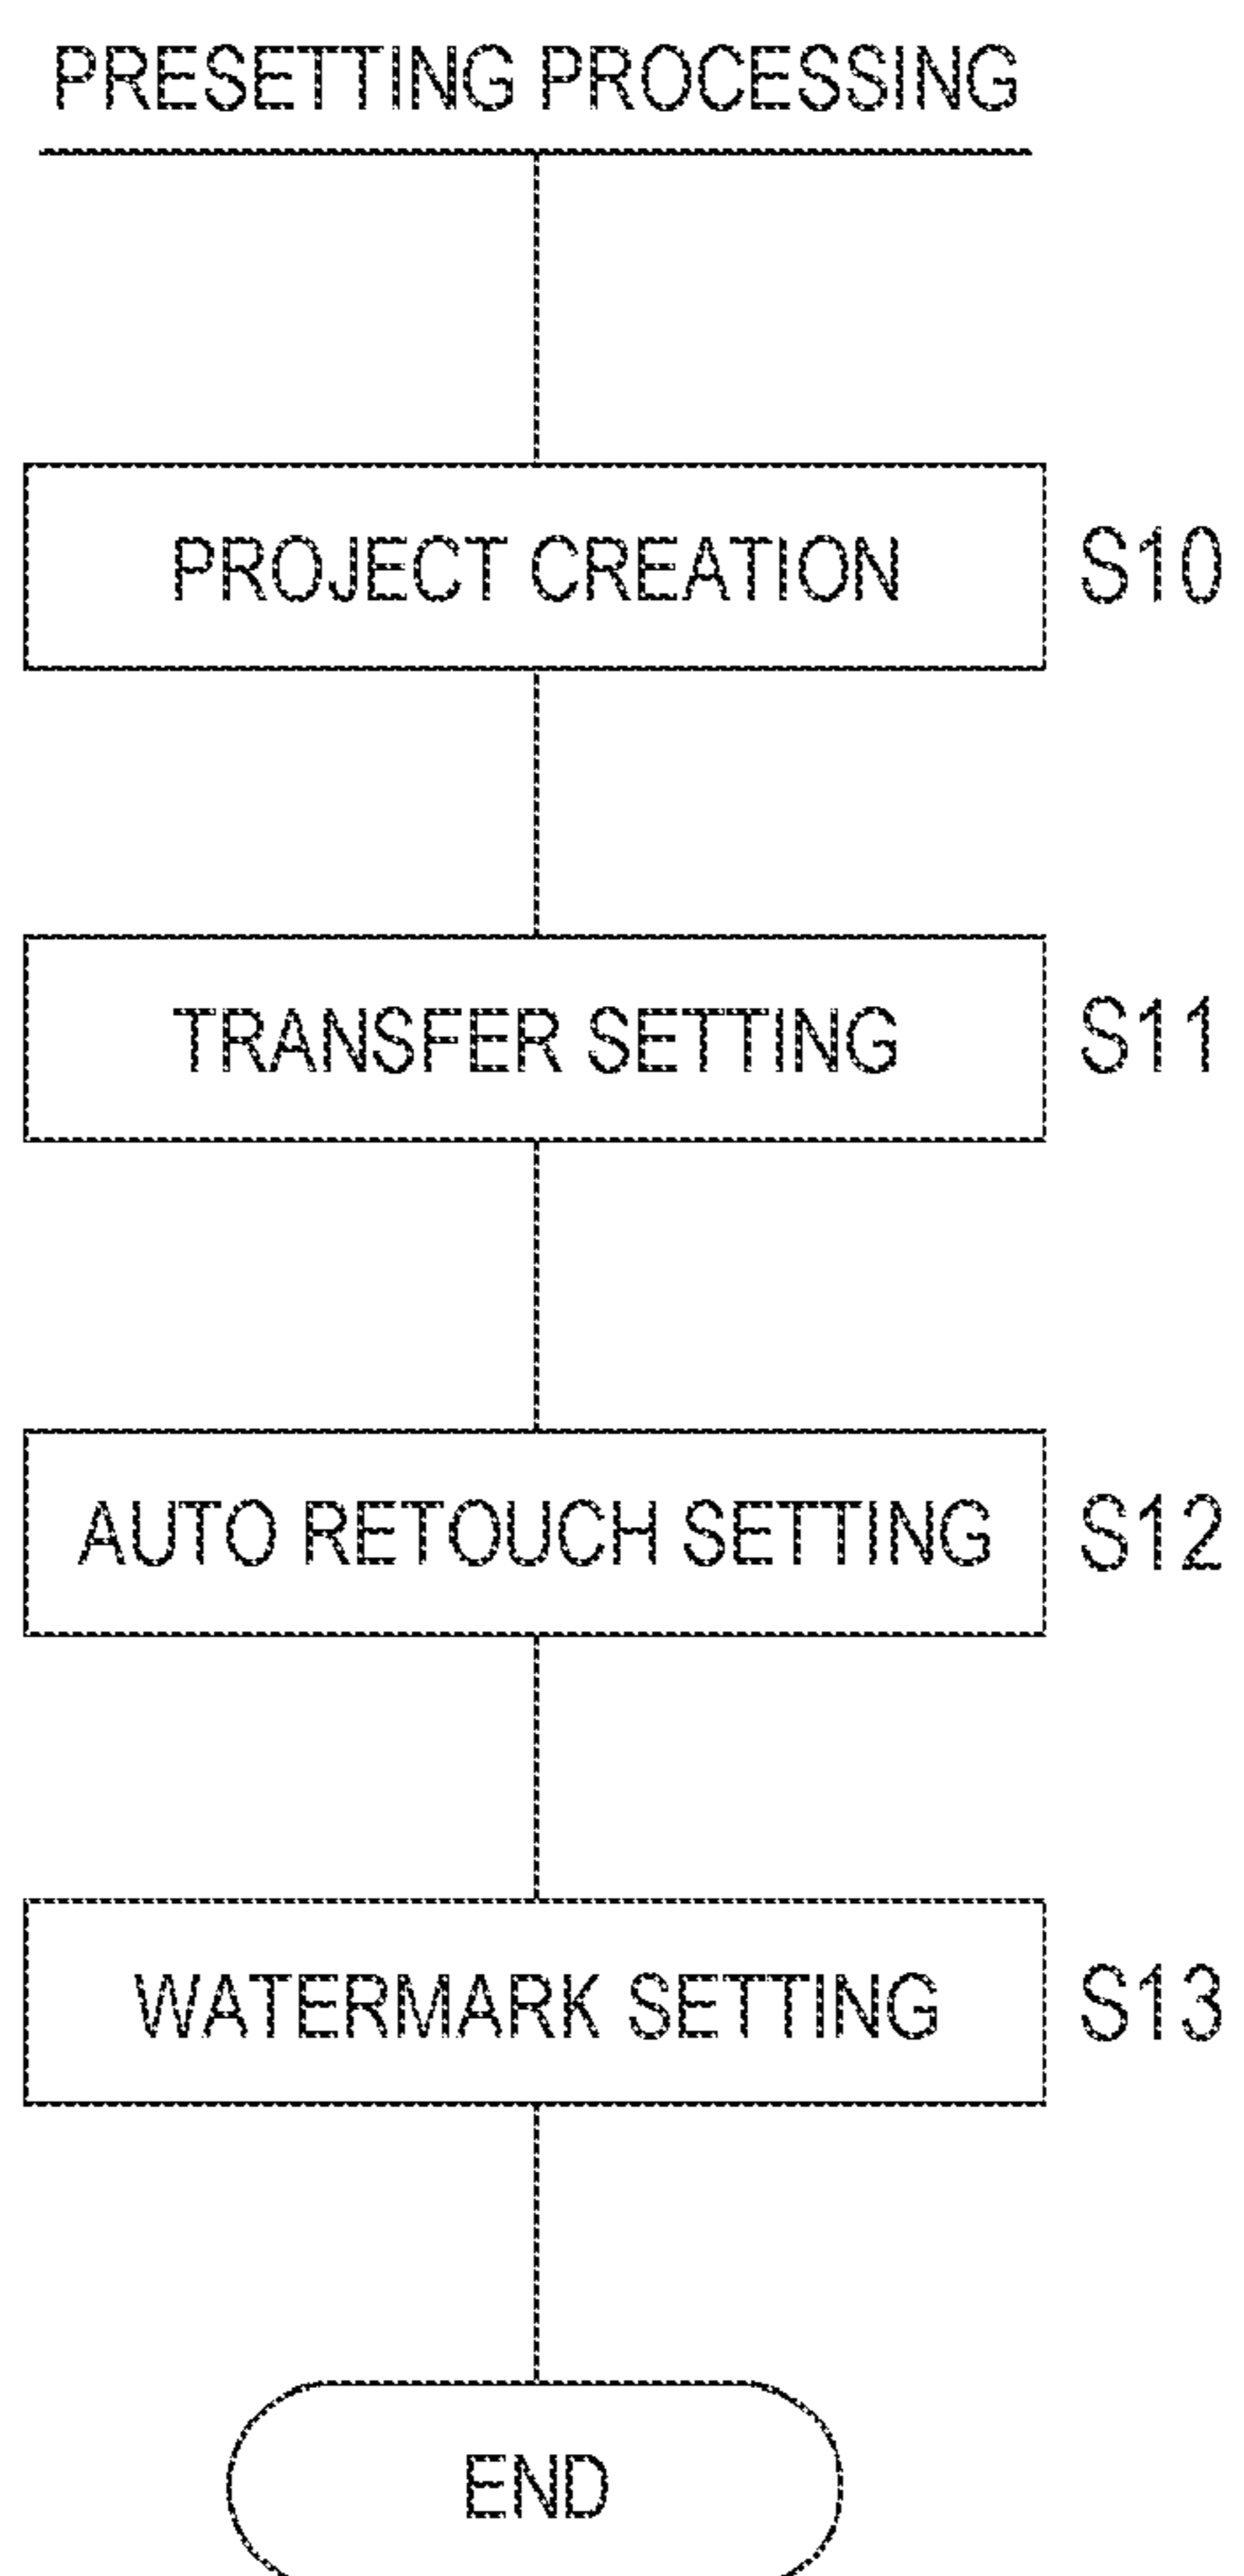 PRESETTING PROCESSING
PROJECT CREATION S10
TRANSFER SETTING S11
AUTO RETOUCH SETTING S12
WATERMARK SETTING S13
END